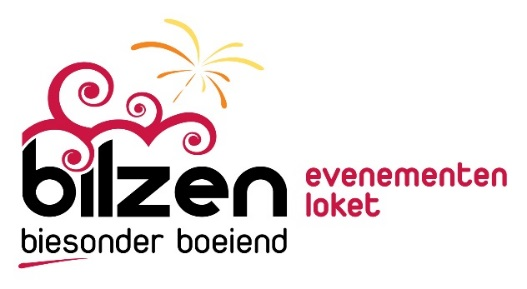 bilzen
biesonder boeiend
evenementen
loket